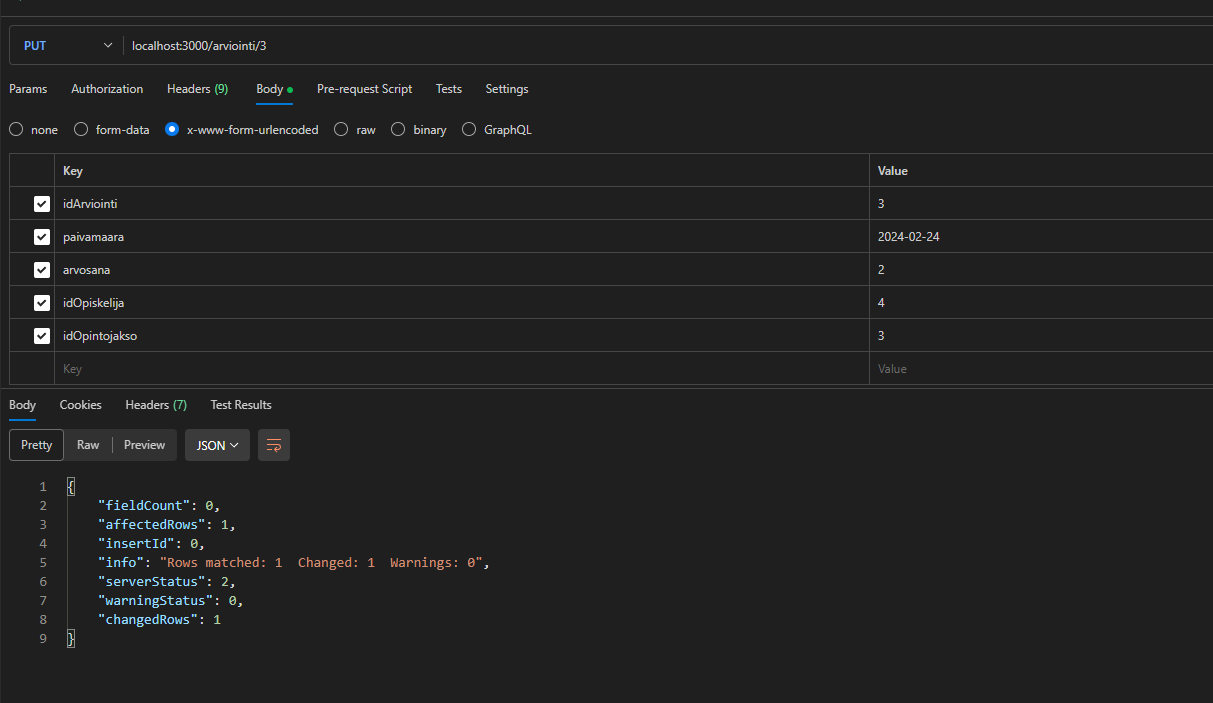 PUT localhost:3000/arviointi/3
Params Authorization Headers (9) Body Pre-request Script Tests Settings
none form-data x-www-form-urlencoded raw binary GraphQL
Key Value
idArviointi 3
paivamaara 2024-02-24
arvosana 2
idOpiskelija 4
idOpintojakso 3
Key Value
Body Cookies Headers (7) Test Results
Pretty Raw Preview JSON
1 {
2 "fieldCount": 0,
3 "affectedRows": 1,
4 "insertId": 0,
5 "info": "Rows matched: 1  Changed: 1  Warnings: 0",
6 "serverStatus": 2,
7 "warningStatus": 0,
8 "changedRows": 1
9 }